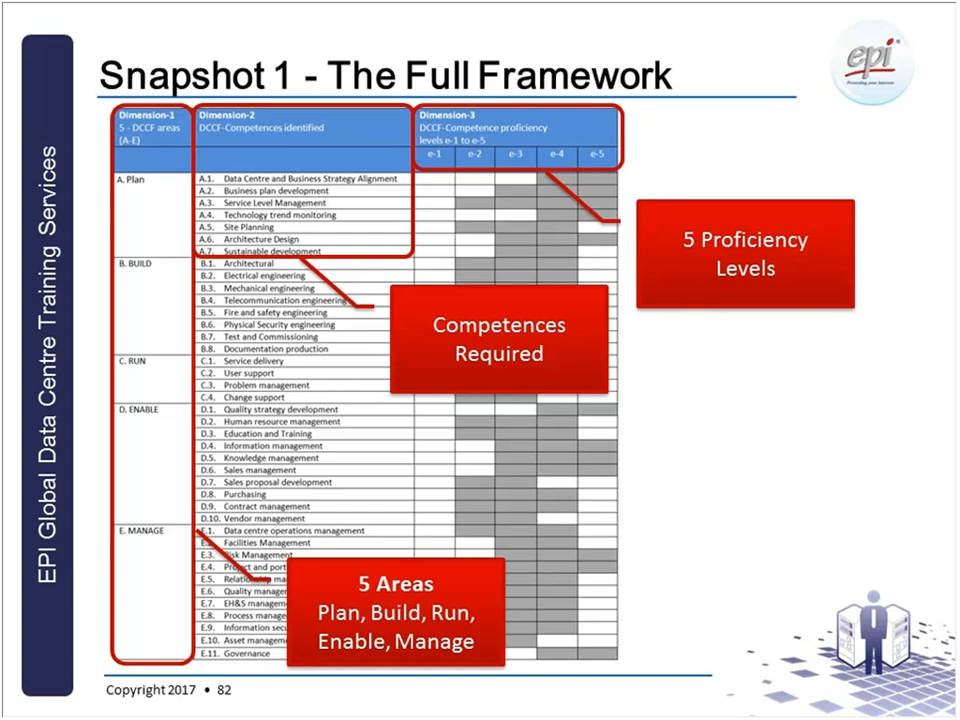 Snapshot 1 - The Full Framework
epi
EPI Global Data Centre Training Services
Dimension-1
5 - DCCF areas
(A-E)
Dimension-2
DCCF-Competences identified
Dimension-3
DCCF-Competence proficiency
levels e-1 to e-5
e-1 e-2 e-3 e-4 e-5
A. Plan
A.1. Data Centre and Business Strategy Alignment
A.2. Business plan development
A.3. Service Level Management
A.4. Technology trend monitoring
A.5. Site Planning
A.6. Architecture Design
A.7. Sustainable development
B. BUILD
B.1. Architectural
B.2. Electrical engineering
B.3. Mechanical engineering
B.4. Telecommunication engineering
B.5. Fire and safety engineering
B.6. Physical Security engineering
B.7. Test and Commissioning
B.8. Documentation production
C. RUN
C.1. Service delivery
C.2. User support
C.3. Problem management
C.4. Change support
D. ENABLE
D.1. Quality strategy development
D.2. Human resource management
D.3. Education and Training
D.4. Information management
D.5. Knowledge management
D.6. Sales management
D.7. Sales proposal development
D.8. Purchasing
D.9. Contract management
D.10. Vendor management
E. MANAGE
E.1. Data centre operations management
E.2. Facilities Management
E.3. Risk Management
E.4. Project and port
E.5. Relationship ma
E.6. Quality manage
E.7. EH&S manageme
E.8. Process manage
E.9. Information secu
E.10. Asset manageme
E.11. Governance
5 Proficiency
Levels
Competences
Required
5 Areas
Plan, Build, Run,
Enable, Manage
Copyright 2017 • 82